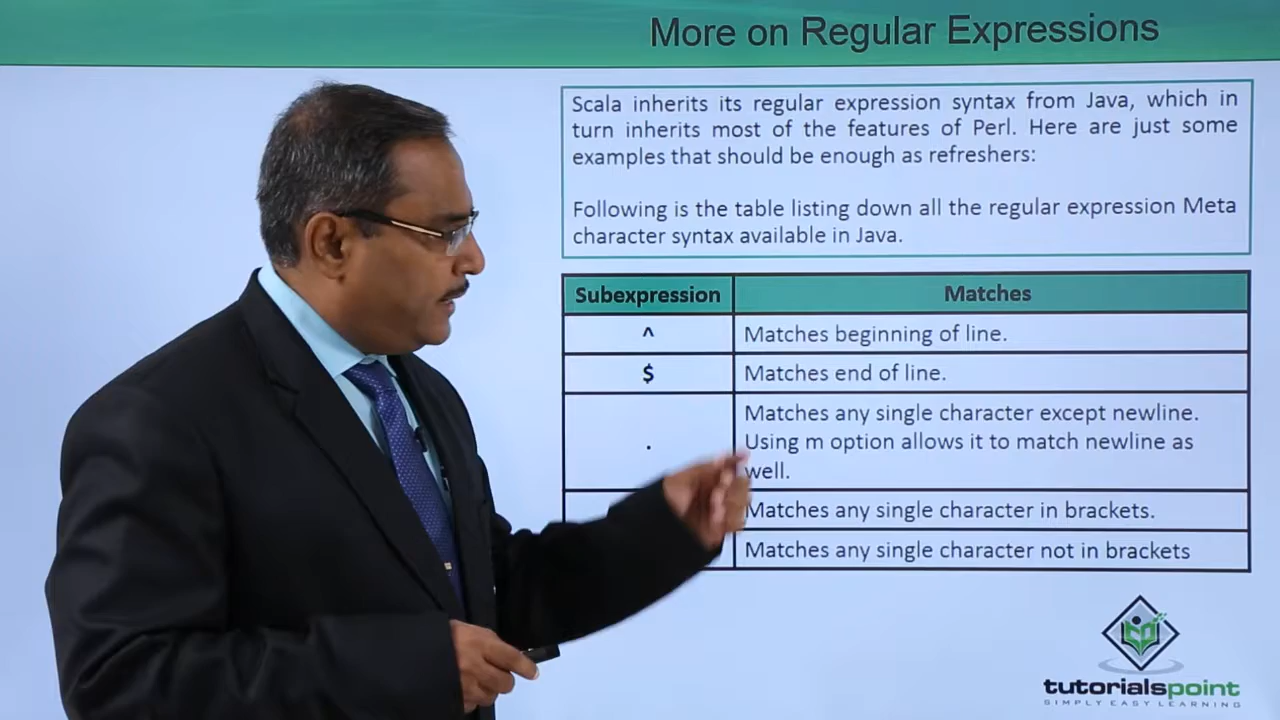 More on Regular Expressions
Scala inherits its regular expression syntax from Java, which in
turn inherits most of the features of Perl. Here are just some
examples that should be enough as refreshers:
Following is the table listing down all the regular expression Meta
character syntax available in Java.
Subexpression Matches
^ Matches beginning of line.
$ Matches end of line.
. Matches any single character except newline.
Using m option allows it to match newline as
well.
Matches any single character in brackets.
Matches any single character not in brackets
tutorialspoint
SIMPLY EASY LEARNING